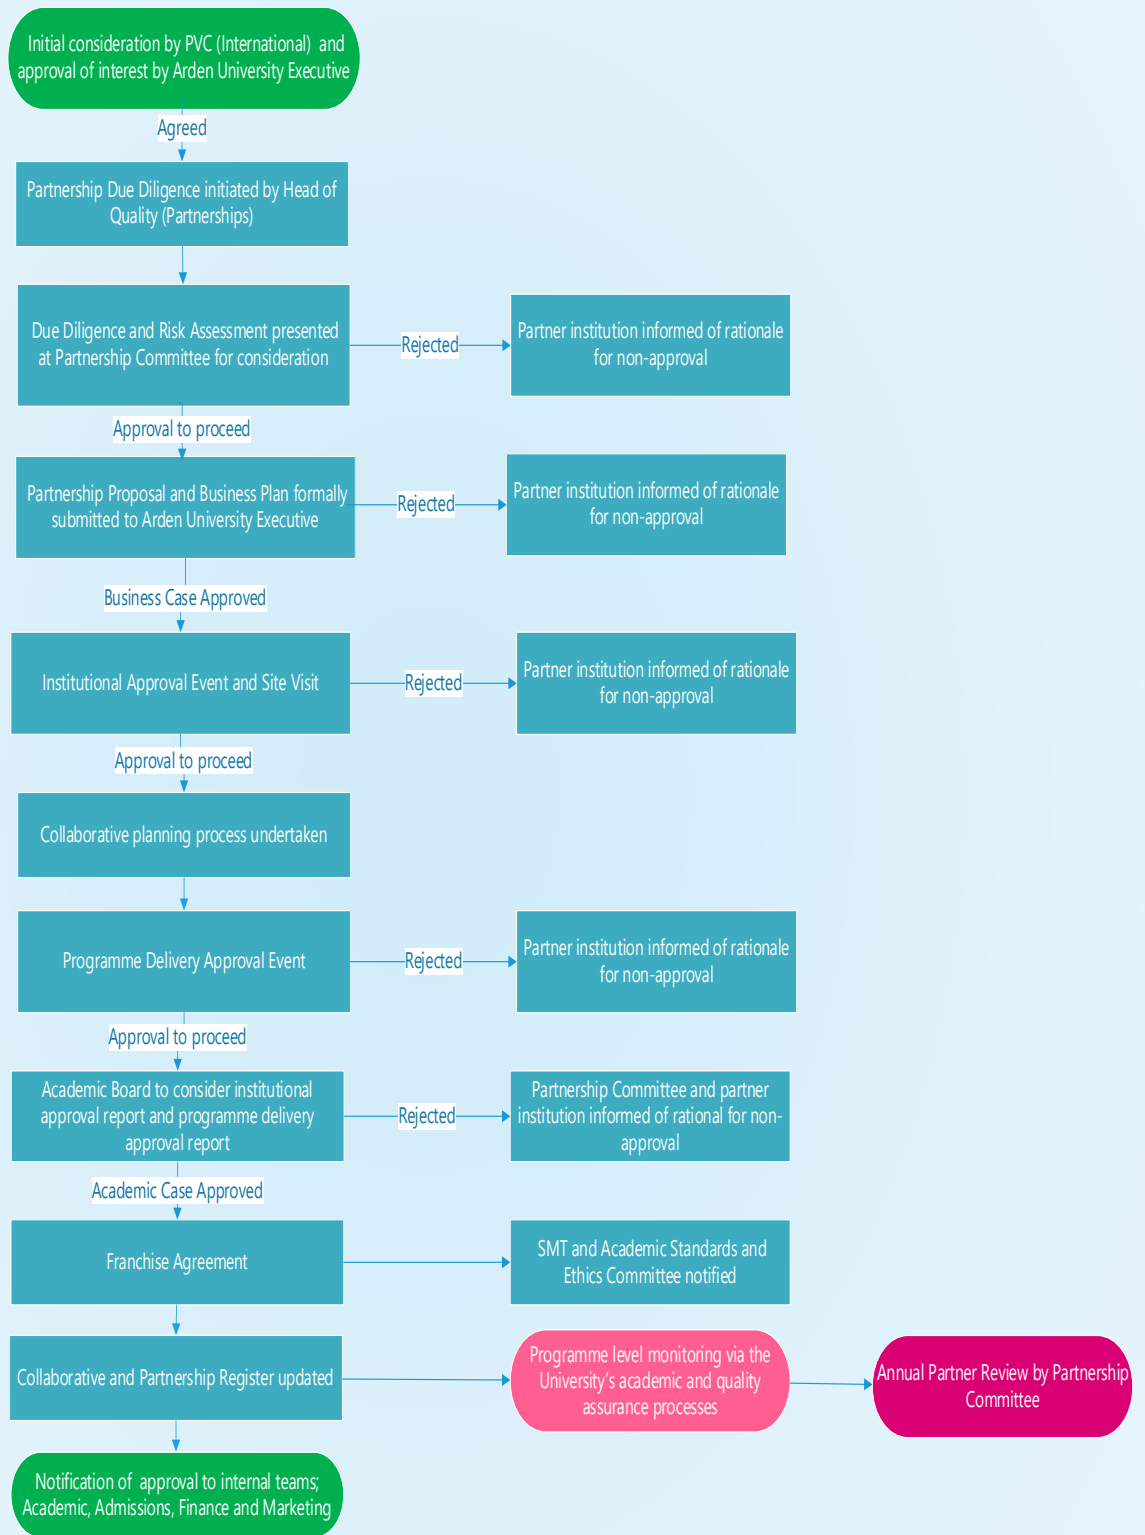 Initial consideration by PVC (International)  and
approval of interest by Arden University Executive
Agreed
Partnership Due Diligence initiated by Head of
Quality (Partnerships)
Due Diligence and Risk Assessment presented
at Partnership Committee for consideration
Rejected
Partner institution informed of rationale
for non-approval
Approval to proceed
Partnership Proposal and Business Plan formally
submitted to Arden University Executive
Rejected
Partner institution informed of rationale
for non-approval
Business Case Approved
Institutional Approval Event and Site Visit
Rejected
Partner institution informed of rationale
for non-approval
Approval to proceed
Collaborative planning process undertaken
Programme Delivery Approval Event
Rejected
Partner institution informed of rationale
for non-approval
Approval to proceed
Academic Board to consider institutional
approval report and programme delivery
approval report
Rejected
Partnership Committee and partner
institution informed of rational for non-
approval
Academic Case Approved
Franchise Agreement
SMT and Academic Standards and
Ethics Committee notified
Collaborative and Partnership Register updated
Programme level monitoring via the
University's academic and quality
assurance processes
Annual Partner Review by Partnership
Committee
Notification of  approval to internal teams;
Academic, Admissions, Finance and Marketing